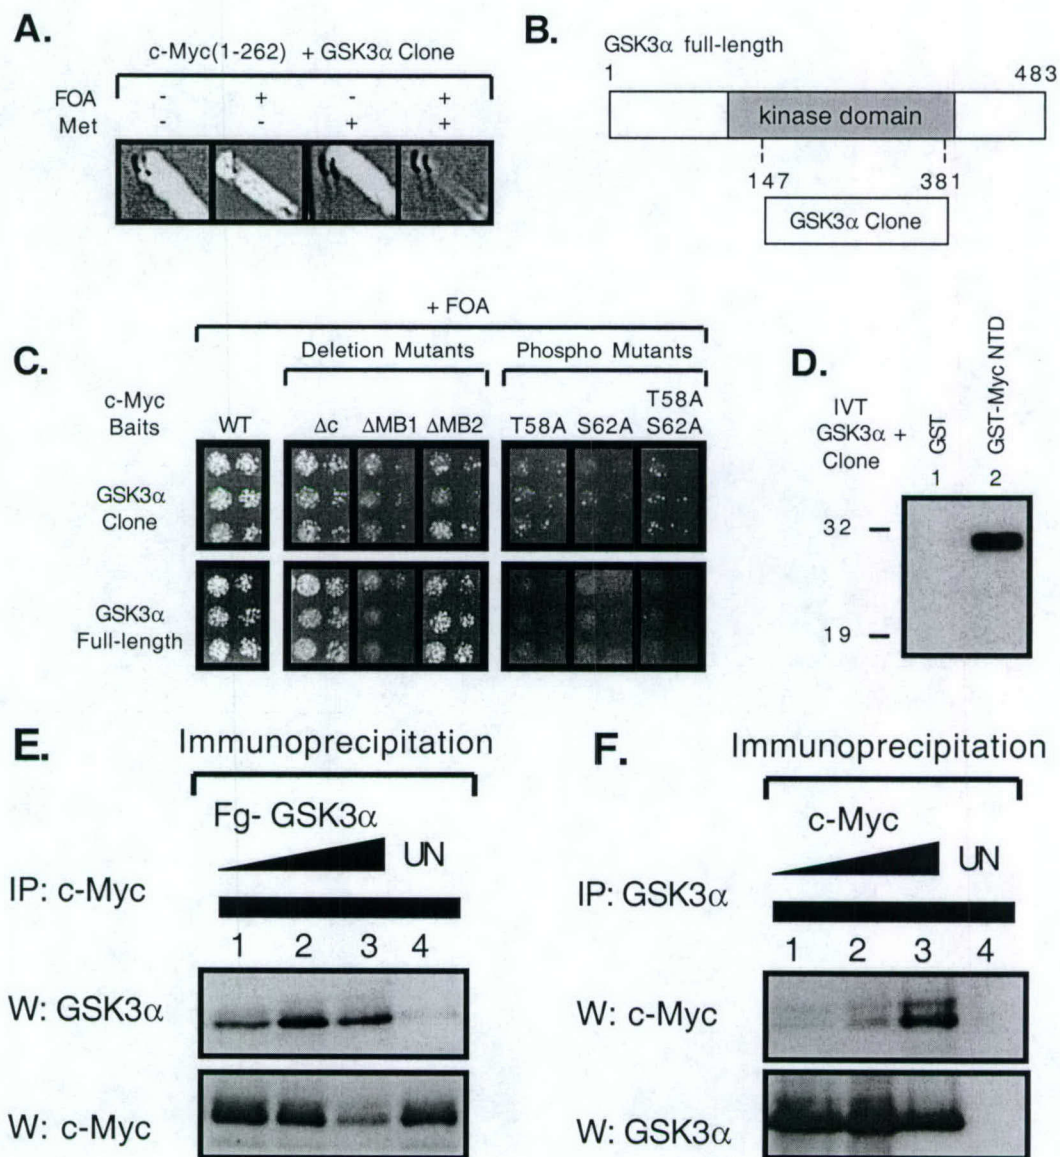 A.
c-Myc(1-262) + GSK3α Clone
FOA - + - +
Met - - + +
B.
GSK3α full-length
1 483
kinase domain
147 381
GSK3α Clone
C.
+ FOA
Deletion Mutants Phospho Mutants
c-Myc Baits
WT Δc ΔMB1 ΔMB2 T58A S62A T58A S62A
GSK3α
Clone
GSK3α
Full-length
D.
IVT
GSK3α +
Clone
GST GST-Myc NTD
1 2
32
19
E.
Immunoprecipitation
Fg- GSK3α
UN
IP: c-Myc
1 2 3 4
W: GSK3α
W: c-Myc
F.
Immunoprecipitation
c-Myc
UN
IP: GSK3α
1 2 3 4
W: c-Myc
W: GSK3α